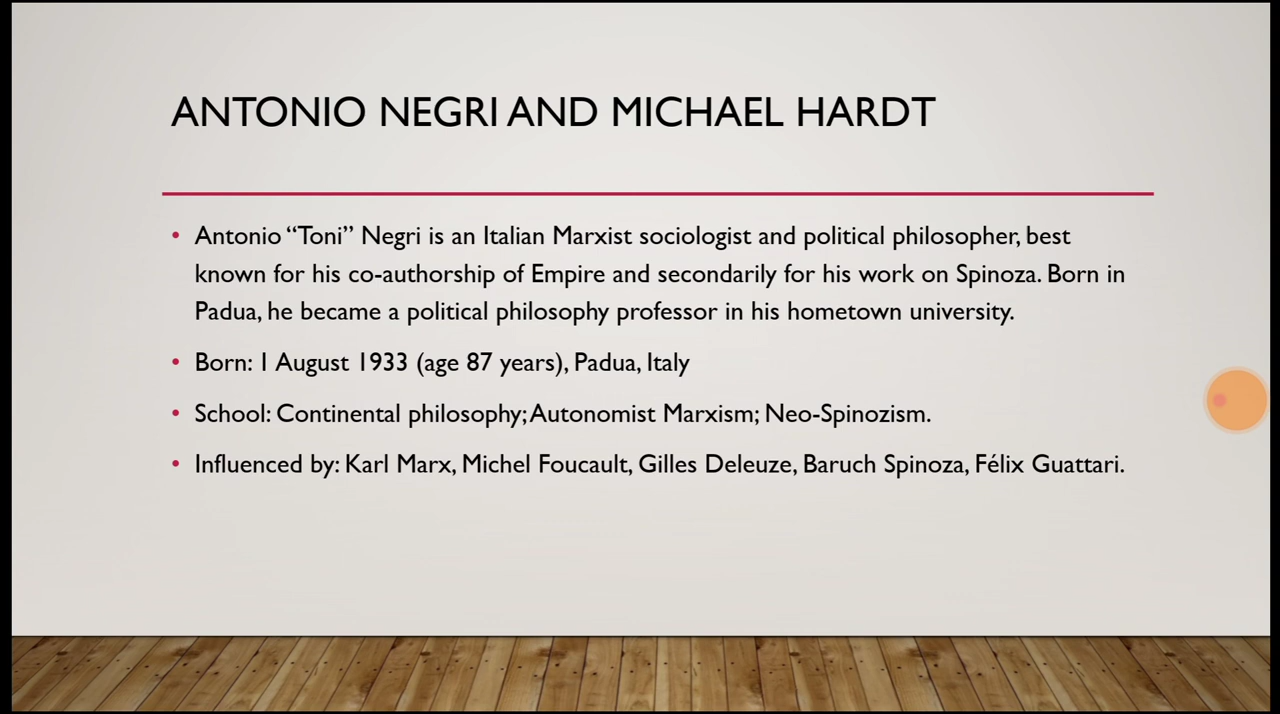 ANTONIO NEGRI AND MICHAEL HARDT
• Antonio “Toni” Negri is an Italian Marxist sociologist and political philosopher, best
known for his co-authorship of Empire and secondarily for his work on Spinoza. Born in
Padua, he became a political philosophy professor in his hometown university.
• Born: 1 August 1933 (age 87 years), Padua, Italy
• School: Continental philosophy; Autonomist Marxism; Neo-Spinozism.
• Influenced by: Karl Marx, Michel Foucault, Gilles Deleuze, Baruch Spinoza, Félix Guattari.